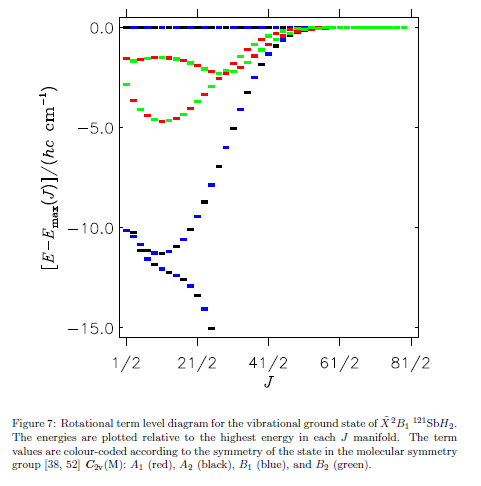 0.0
−5.0
−10.0
−15.0
[E−E_max(J)]/(hc cm⁻¹)
1/2 21/2 41/2 61/2 81/2
J
Figure 7: Rotational term level diagram for the vibrational ground state of X̃ ²B₁ ¹²¹SbH₂.
The energies are plotted relative to the highest energy in each J manifold. The term
values are colour-coded according to the symmetry of the state in the molecular symmetry
group [38, 52] C₂ᵥ(M): A₁ (red), A₂ (black), B₁ (blue), and B₂ (green).